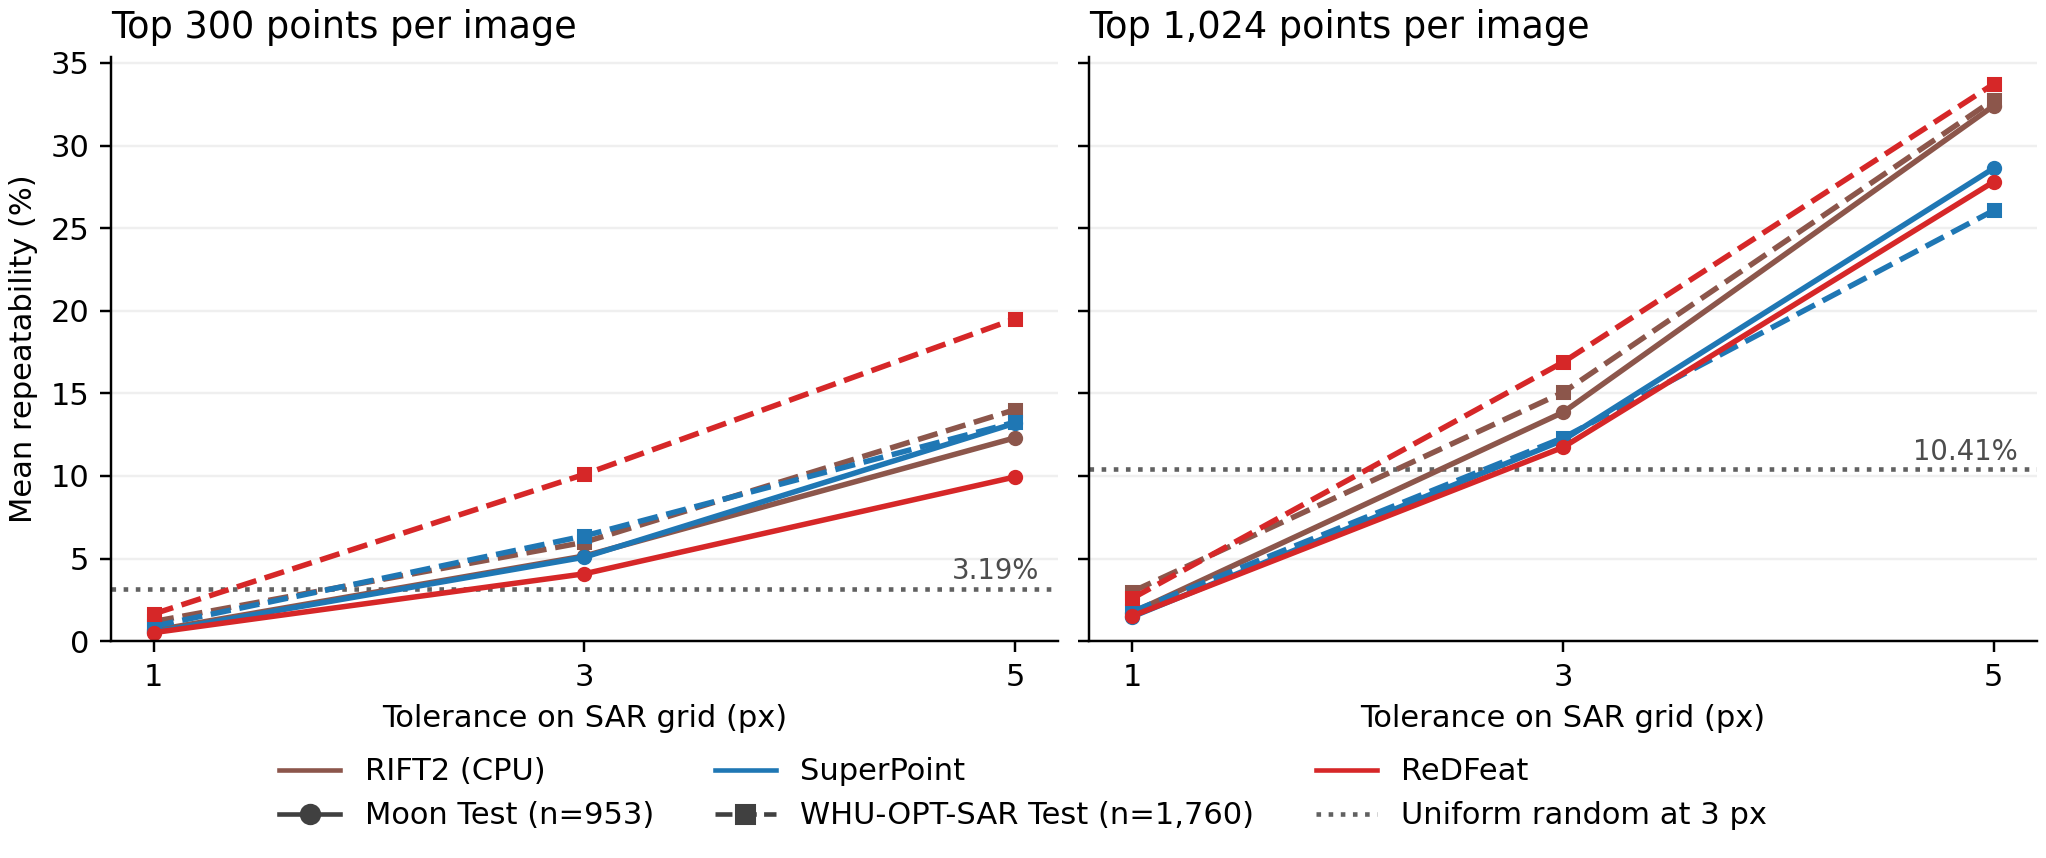 Top 300 points per image
Top 1,024 points per image
Mean repeatability (%)
35
30
25
20
15
10
5
0
3.19%
10.41%
1 3 5
1 3 5
Tolerance on SAR grid (px)
Tolerance on SAR grid (px)
RIFT2 (CPU) SuperPoint ReDFeat
Moon Test (n=953) WHU-OPT-SAR Test (n=1,760) Uniform random at 3 px